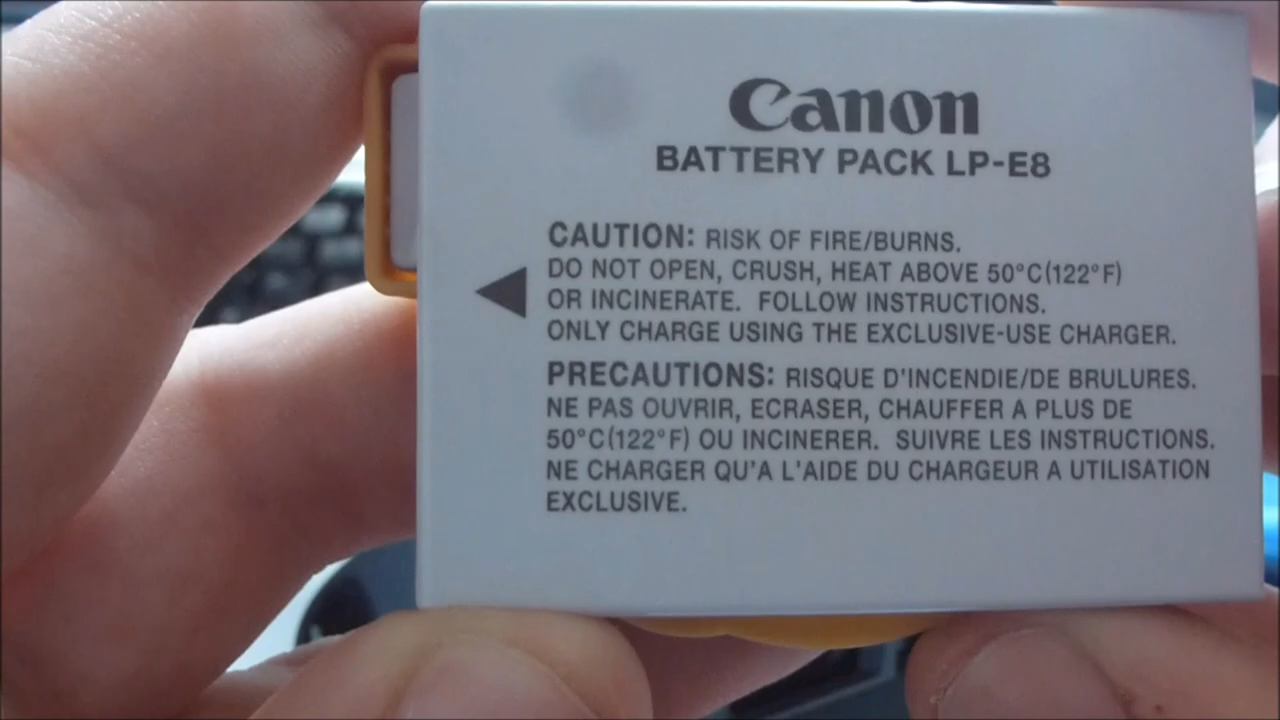 Canon
BATTERY PACK LP-E8
CAUTION: RISK OF FIRE/BURNS.
DO NOT OPEN, CRUSH, HEAT ABOVE 50°C(122°F)
OR INCINERATE. FOLLOW INSTRUCTIONS.
ONLY CHARGE USING THE EXCLUSIVE-USE CHARGER.
PRECAUTIONS: RISQUE D'INCENDIE/DE BRULURES.
NE PAS OUVRIR, ECRASER, CHAUFFER A PLUS DE
50°C(122°F) OU INCINERER. SUIVRE LES INSTRUCTIONS.
NE CHARGER QU'A L'AIDE DU CHARGEUR A UTILISATION
EXCLUSIVE.